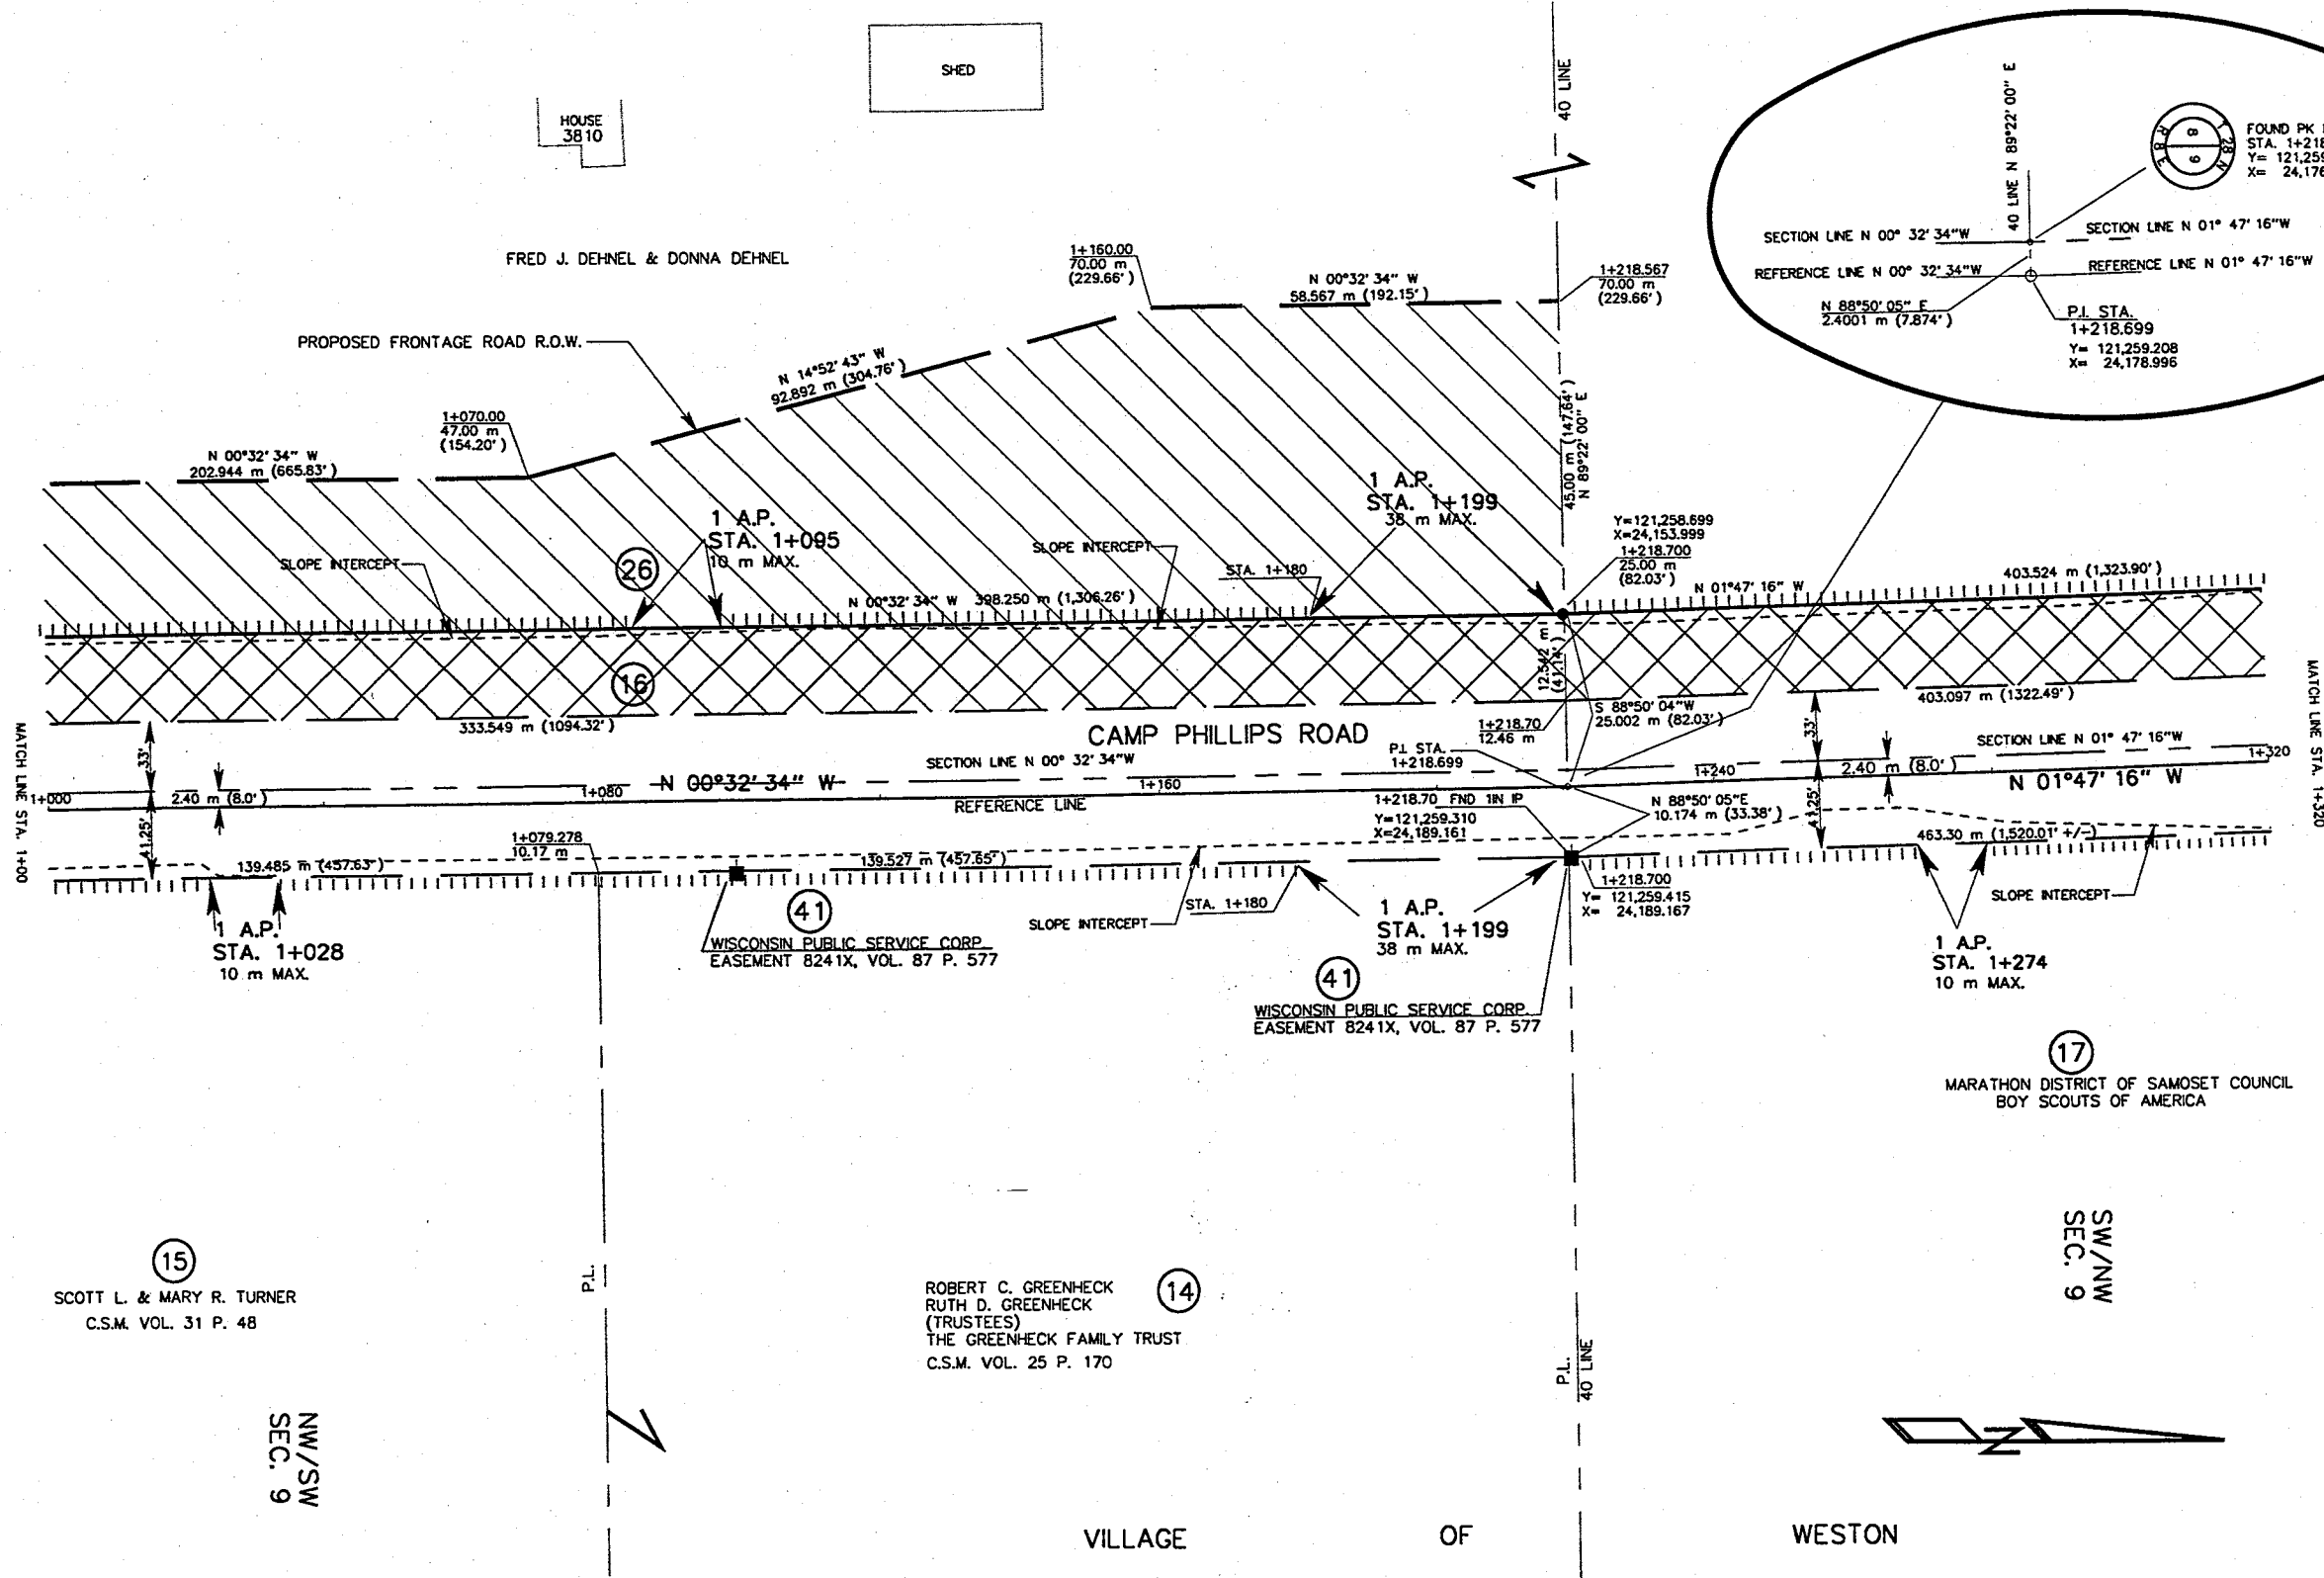 SHED
HOUSE
3810
40 LINE
FRED J. DEHNEL & DONNA DEHNEL
PROPOSED FRONTAGE ROAD R.O.W.
1+160.00
70.00 m
(229.66')
N 00°32'34" W
58.567 m (192.15')
1+218.567
70.00 m
(229.66')
40 LINE N 89°22'00" E
R 8 E
T 28 N
8
9
FOUND PK
STA. 1+218
Y= 121,259
X= 24,176
SECTION LINE N 00° 32' 34"W
SECTION LINE N 01° 47' 16"W
REFERENCE LINE N 00° 32' 34"W
REFERENCE LINE N 01° 47' 16"W
N 88°50'05" E
2.4001 m (7.874')
P.I. STA.
1+218.699
Y= 121,259.208
X= 24,178.996
N 14°52'43" W
92.892 m (304.76')
1+070.00
47.00 m
(154.20')
N 00°32'34" W
202.944 m (665.83')
45.00 m (147.64')
N 89°22'00" E
1 A.P.
STA. 1+095
10 m MAX.
1 A.P.
STA. 1+199
38 m MAX.
SLOPE INTERCEPT
26
SLOPE INTERCEPT
STA. 1+180
Y=121,258.699
X=24,153.999
1+218.700
25.00 m
(82.03')
N 00°32'34" W 398.250 m (1,306.26')
N 01°47'16" W
403.524 m (1,323.90')
16
12.542 m
(41.14')
333.549 m (1094.32')
CAMP PHILLIPS ROAD
1+218.70
12.46 m
S 88°50'04"W
25.002 m (82.03')
403.097 m (1322.49')
MATCH LINE STA. 1+00
MATCH LINE STA. 1+320
33'
33'
SECTION LINE N 00° 32' 34"W
P.I. STA.
1+218.699
SECTION LINE N 01° 47' 16"W
1+000
2.40 m (8.0')
1+080
N 00°32'34" W
1+160
1+240
2.40 m (8.0')
1+320
N 01°47'16" W
REFERENCE LINE
41.25'
41.25'
1+218.70 FND 1IN IP
Y=121,259.310
X=24,189.161
N 88°50'05"E
10.174 m (33.38')
1+079.278
10.17 m
139.485 m (457.63')
139.527 m (457.65')
463.30 m (1,520.01' +/-)
1+218.700
Y= 121,259.415
X= 24,189.167
1 A.P.
STA. 1+028
10 m MAX.
41
WISCONSIN PUBLIC SERVICE CORP.
EASEMENT 8241X, VOL. 87 P. 577
SLOPE INTERCEPT
STA. 1+180
1 A.P.
STA. 1+199
38 m MAX.
SLOPE INTERCEPT
1 A.P.
STA. 1+274
10 m MAX.
41
WISCONSIN PUBLIC SERVICE CORP.
EASEMENT 8241X, VOL. 87 P. 577
17
MARATHON DISTRICT OF SAMOSET COUNCIL
BOY SCOUTS OF AMERICA
15
SCOTT L. & MARY R. TURNER
C.S.M. VOL. 31 P. 48
P.L.
ROBERT C. GREENHECK
RUTH D. GREENHECK
(TRUSTEES)
THE GREENHECK FAMILY TRUST
C.S.M. VOL. 25 P. 170
14
P.L.
40 LINE
SW/NW
SEC. 9
NW/SW
SEC. 9
N
VILLAGE OF WESTON